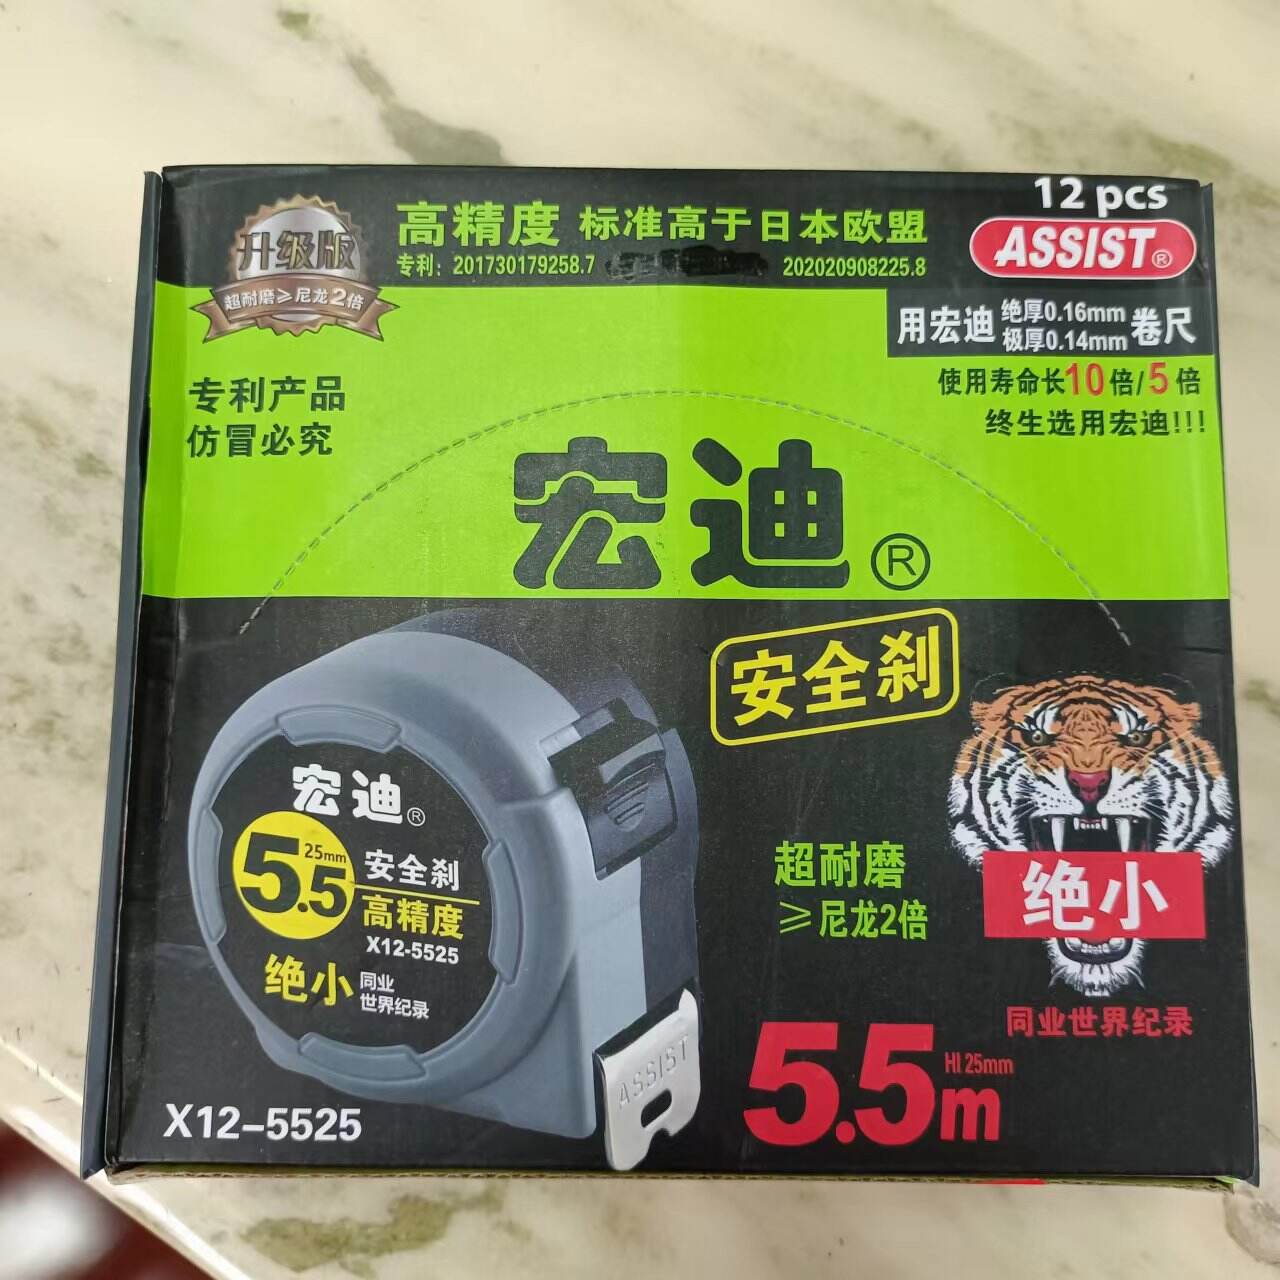 12 pcs
升级版
超耐磨≥尼龙2倍
高精度 标准高于日本欧盟
专利：201730179258.7 202020908225.8
ASSIST®
用宏迪 绝厚0.16mm 极厚0.14mm 卷尺
使用寿命长10倍/5倍
终生选用宏迪!!!
专利产品
仿冒必究
宏迪®
安全刹
宏迪®
5.5 25mm
安全刹
高精度
X12-5525
绝小 同业世界纪录
ASSIST
超耐磨
≥尼龙2倍
绝小
同业世界纪录
5.5m HI 25mm
X12-5525